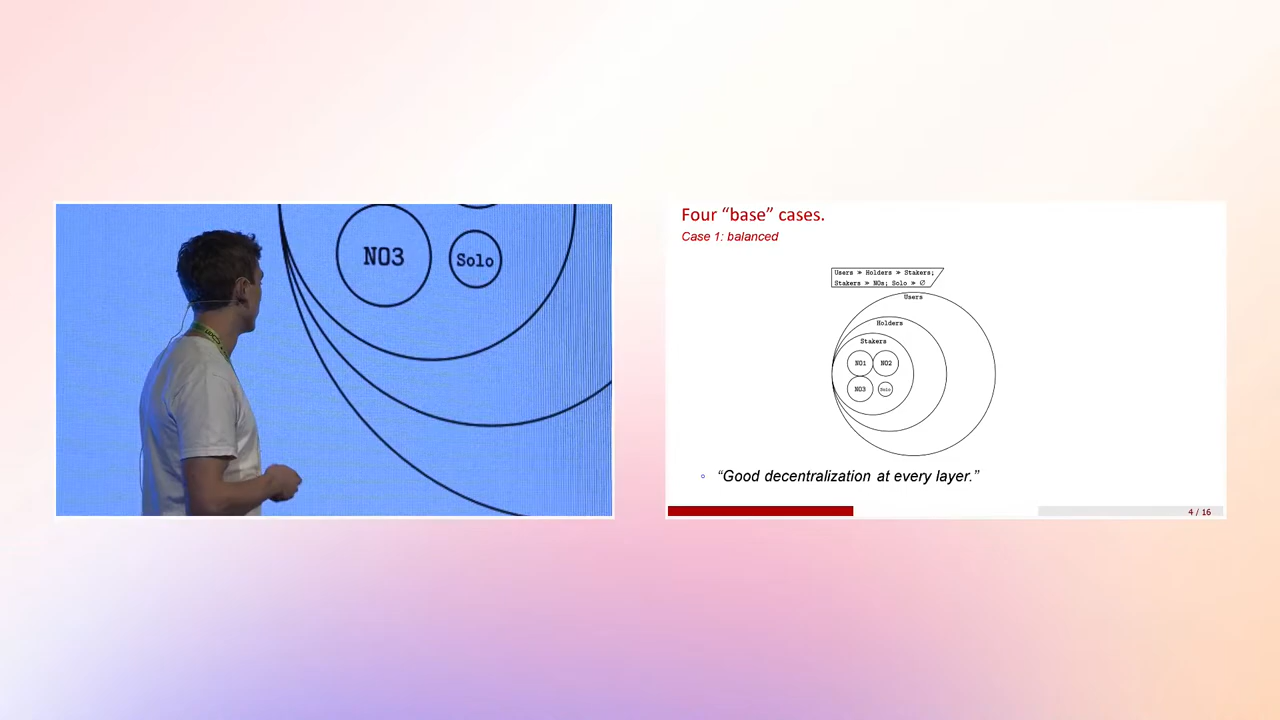 NO3
Solo
Four “base” cases.
Case 1: balanced
Users » Holders » Stakers;
Stakers » NOs; Solo » ∅
Users
Holders
Stakers
NO1
NO2
NO3
Solo
“Good decentralization at every layer.”
4 / 16